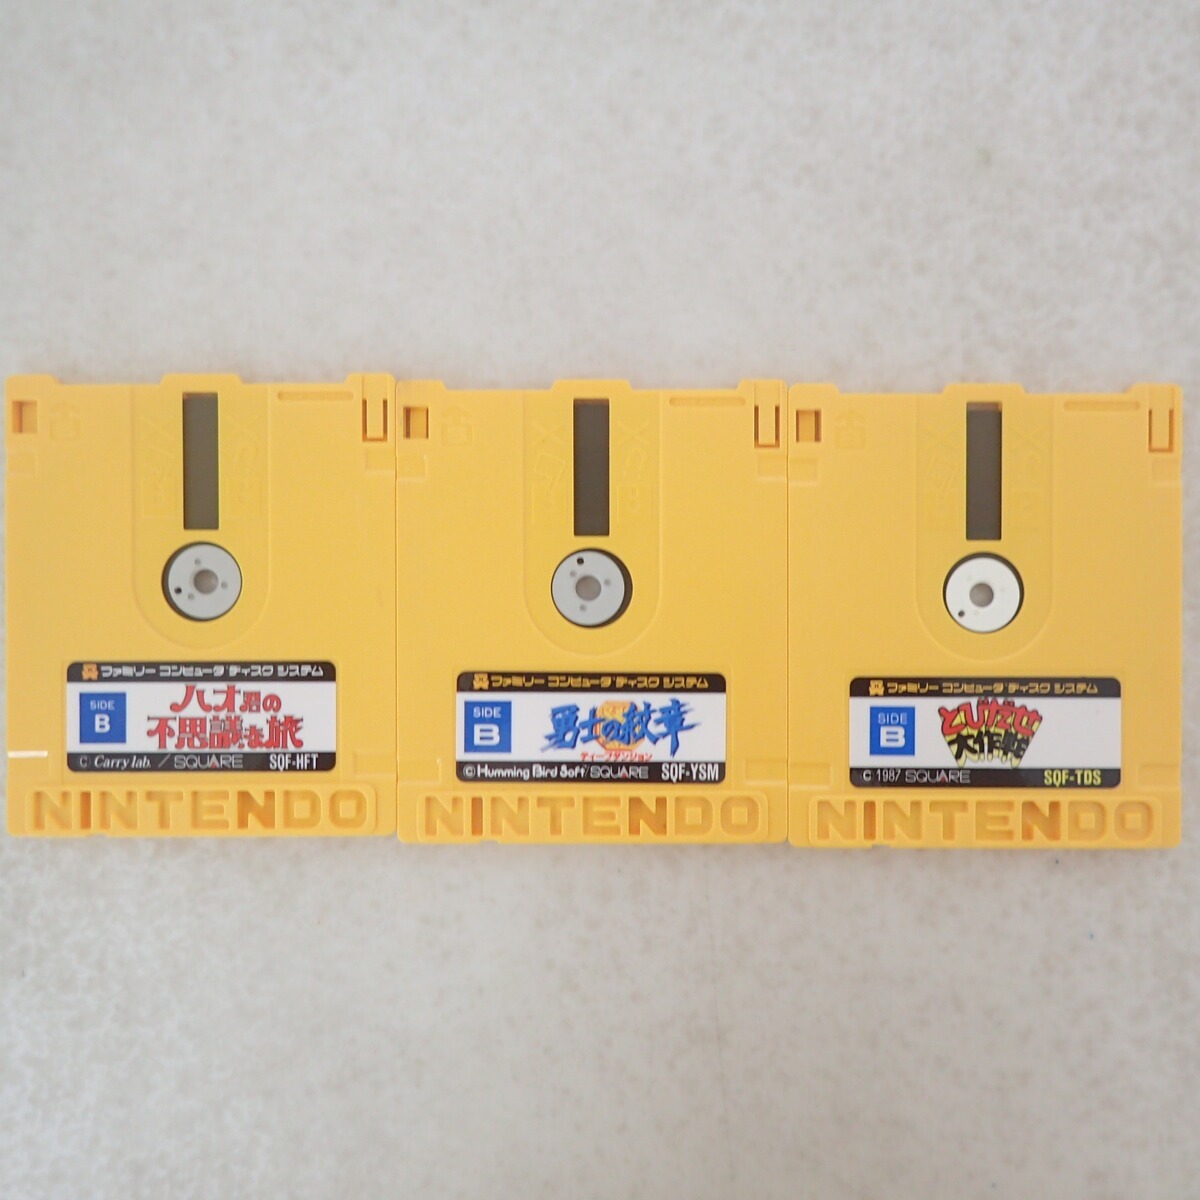 ファミリー コンピュータ ディスク システム
SIDE
B
ハオ君の
不思議な旅
© Carry lab. / SQUARE SQF-HFT
NINTENDO
ファミリー コンピュータ ディスク システム
SIDE
B
勇士の紋章
ディープダンジョン
© Humming Bird Soft / SQUARE SQF-YSM
NINTENDO
ファミリー コンピュータ ディスク システム
SIDE
B
とびだせ
大作戦
© 1987 SQUARE SQF-TDS
NINTENDO